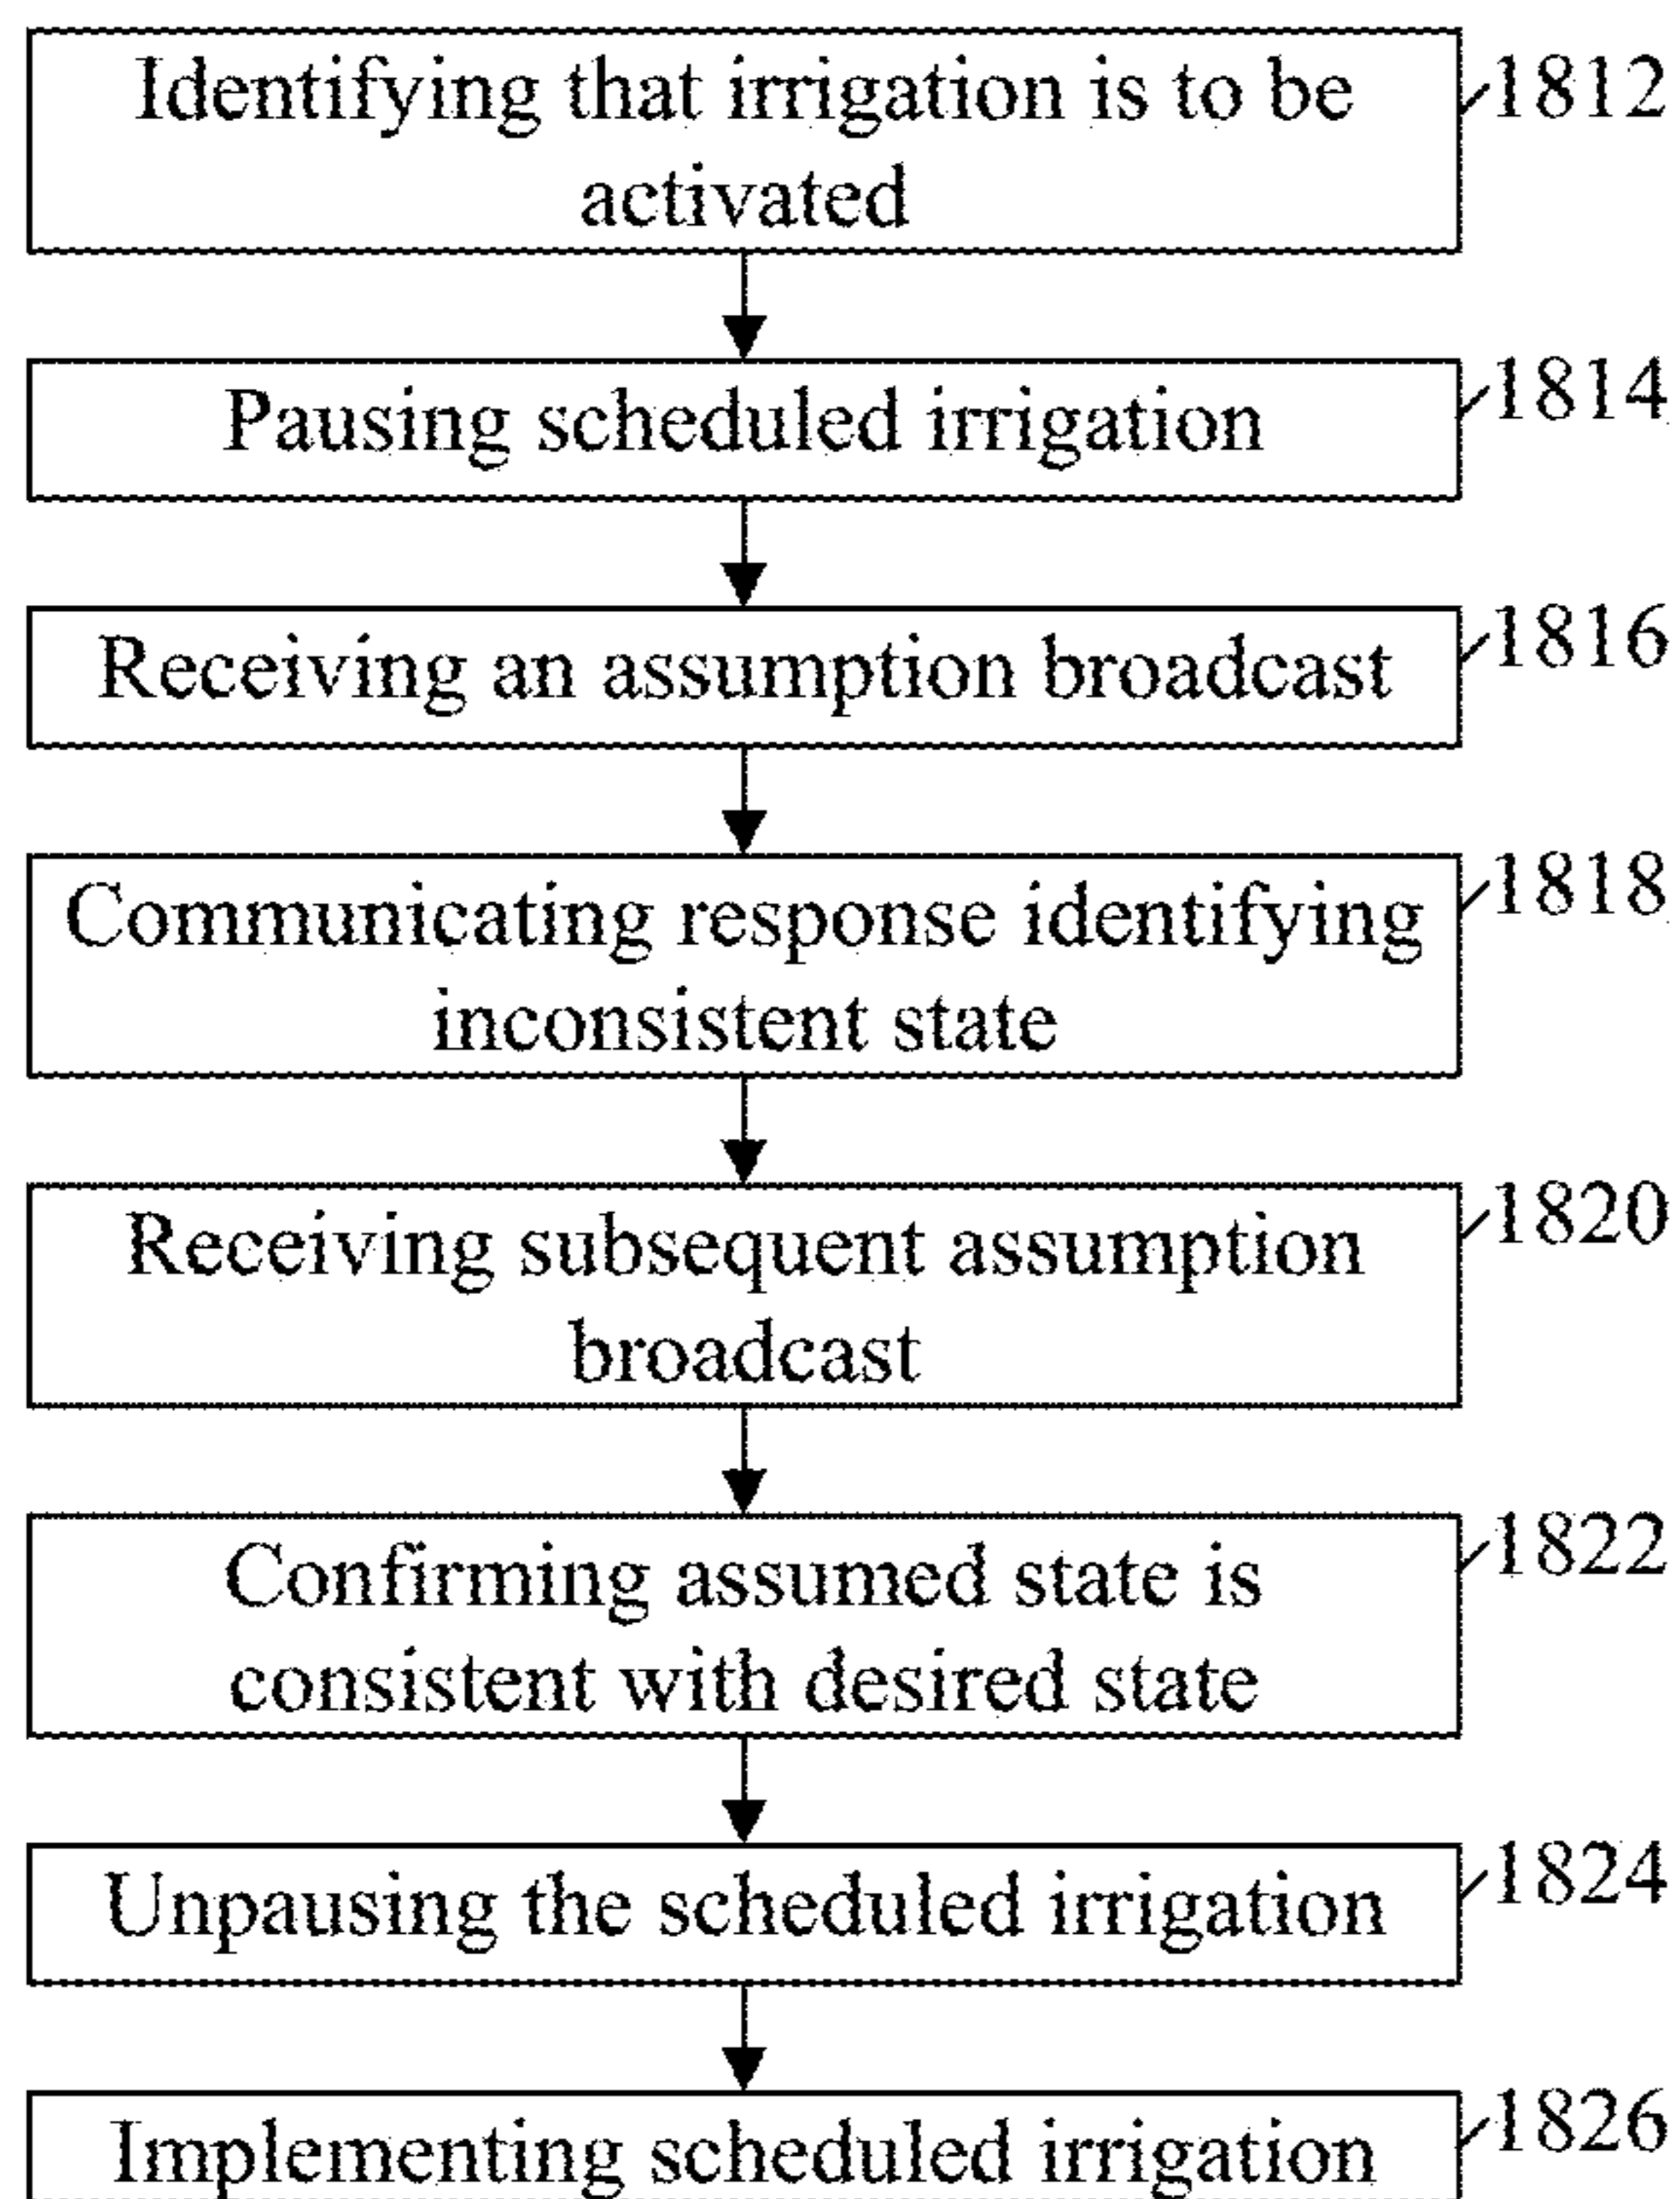 Identifying that irrigation is to be
activated
1812
Pausing scheduled irrigation
1814
Receiving an assumption broadcast
1816
Communicating response identifying
inconsistent state
1818
Receiving subsequent assumption
broadcast
1820
Confirming assumed state is
consistent with desired state
1822
Unpausing the scheduled irrigation
1824
Implementing scheduled irrigation
1826